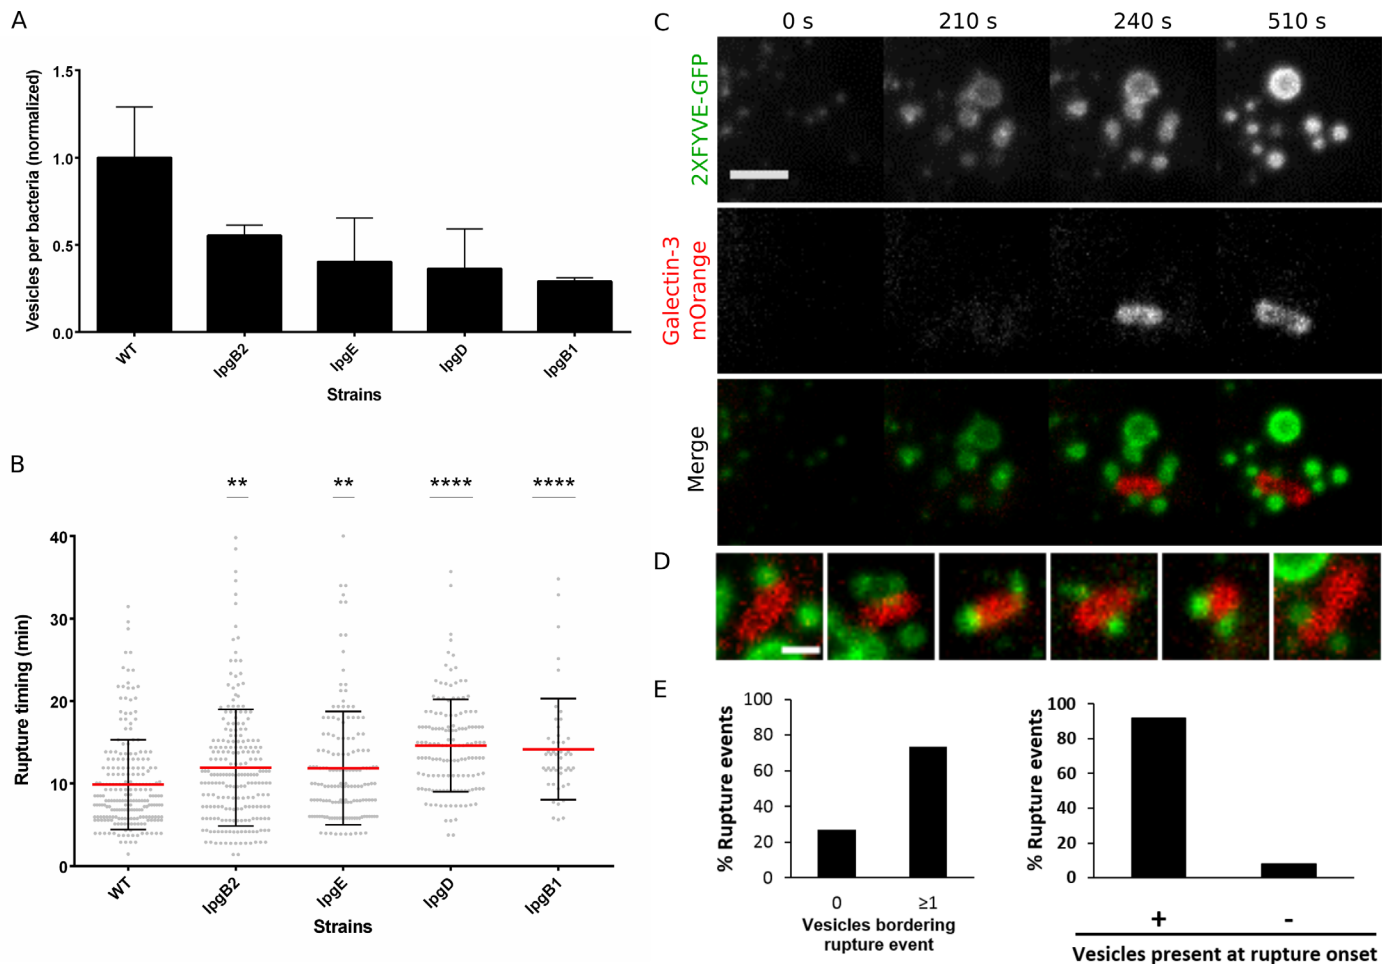 A
1.5
1.0
0.5
0.0
Vesicles per bacteria (normalized)
WT
IpgB2
IpgE
IpgD
IpgB1
Strains
B
** ** **** ****
40
30
20
10
0
Rupture timing (min)
WT
IpgB2
IpgE
IpgD
IpgB1
Strains
C
0 s 210 s 240 s 510 s
2XFYVE-GFP
Galectin-3
mOrange
Merge
D
E
100
80
60
40
20
0
% Rupture events
0 ≥1
Vesicles bordering
rupture event
100
80
60
40
20
0
% Rupture events
+ -
Vesicles present at rupture onset